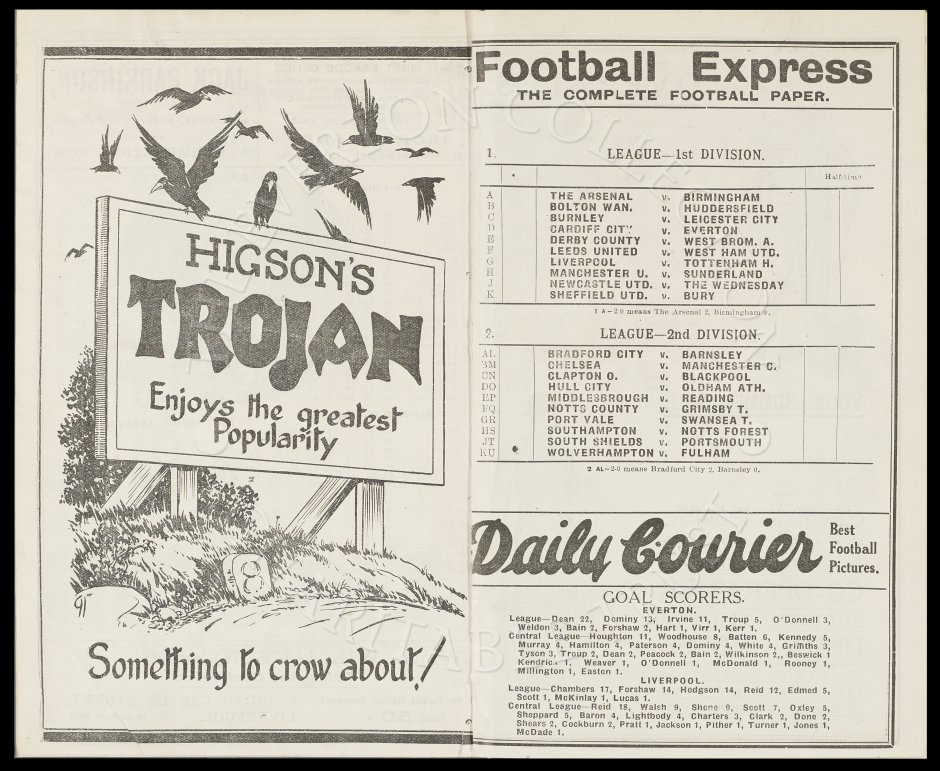 HIGSON'S
TROJAN
Enjoys the greatest
Popularity
Something to crow about!
Football Express
THE COMPLETE FOOTBALL PAPER.
1. LEAGUE—1st DIVISION.
Half-time
A THE ARSENAL v. BIRMINGHAM
B BOLTON WAN. v. HUDDERSFIELD
C BURNLEY v. LEICESTER CITY
D CARDIFF CITY v. EVERTON
E DERBY COUNTY v. WEST BROM. A.
F LEEDS UNITED v. WEST HAM UTD.
G LIVERPOOL v. TOTTENHAM H.
H MANCHESTER U. v. SUNDERLAND
J NEWCASTLE UTD. v. THE WEDNESDAY
K SHEFFIELD UTD. v. BURY
1 A—2-0 means The Arsenal 2, Birmingham 0.
2. LEAGUE—2nd DIVISION.
AL BRADFORD CITY v. BARNSLEY
BM CHELSEA v. MANCHESTER C.
CN CLAPTON O. v. BLACKPOOL
DO HULL CITY v. OLDHAM ATH.
EP MIDDLESBROUGH v. READING
FQ NOTTS COUNTY v. GRIMSBY T.
GR PORT VALE v. SWANSEA T.
HS SOUTHAMPTON v. NOTTS FOREST
JT SOUTH SHIELDS v. PORTSMOUTH
KU WOLVERHAMPTON v. FULHAM
2 AL—2-0 means Bradford City 2, Barnsley 0.
Daily Courier
Best
Football
Pictures.
GOAL SCORERS.
EVERTON.
League—Dean 22, Dominy 13, Irvine 11, Troup 5, O'Donnell 3,
Weldon 3, Bain 2, Forshaw 2, Hart 1, Virr 1, Kerr 1.
Central League—Houghton 11, Woodhouse 8, Batten 6, Kennedy 5,
Murray 4, Hamilton 4, Paterson 4, Dominy 4, White 4, Griffiths 3,
Tyson 3, Troup 2, Dean 2, Peacock 2, Bain 2, Wilkinson 2, Beswick 1
Kendrick 1, Weaver 1, O'Donnell 1, McDonald 1, Rooney 1,
Millington 1, Easton 1.
LIVERPOOL.
League—Chambers 17, Forshaw 14, Hodgson 14, Reid 12, Edmed 5,
Scott 1, McKinlay 1, Lucas 1.
Central League—Reid 18, Walsh 9, Shone 9, Scott 7, Oxley 5,
Sheppard 5, Baron 4, Lightbody 4, Charters 3, Clark 2, Done 2,
Shears 2, Cockburn 2, Pratt 1, Jackson 1, Pither 1, Turner 1, Jones 1,
McDade 1.